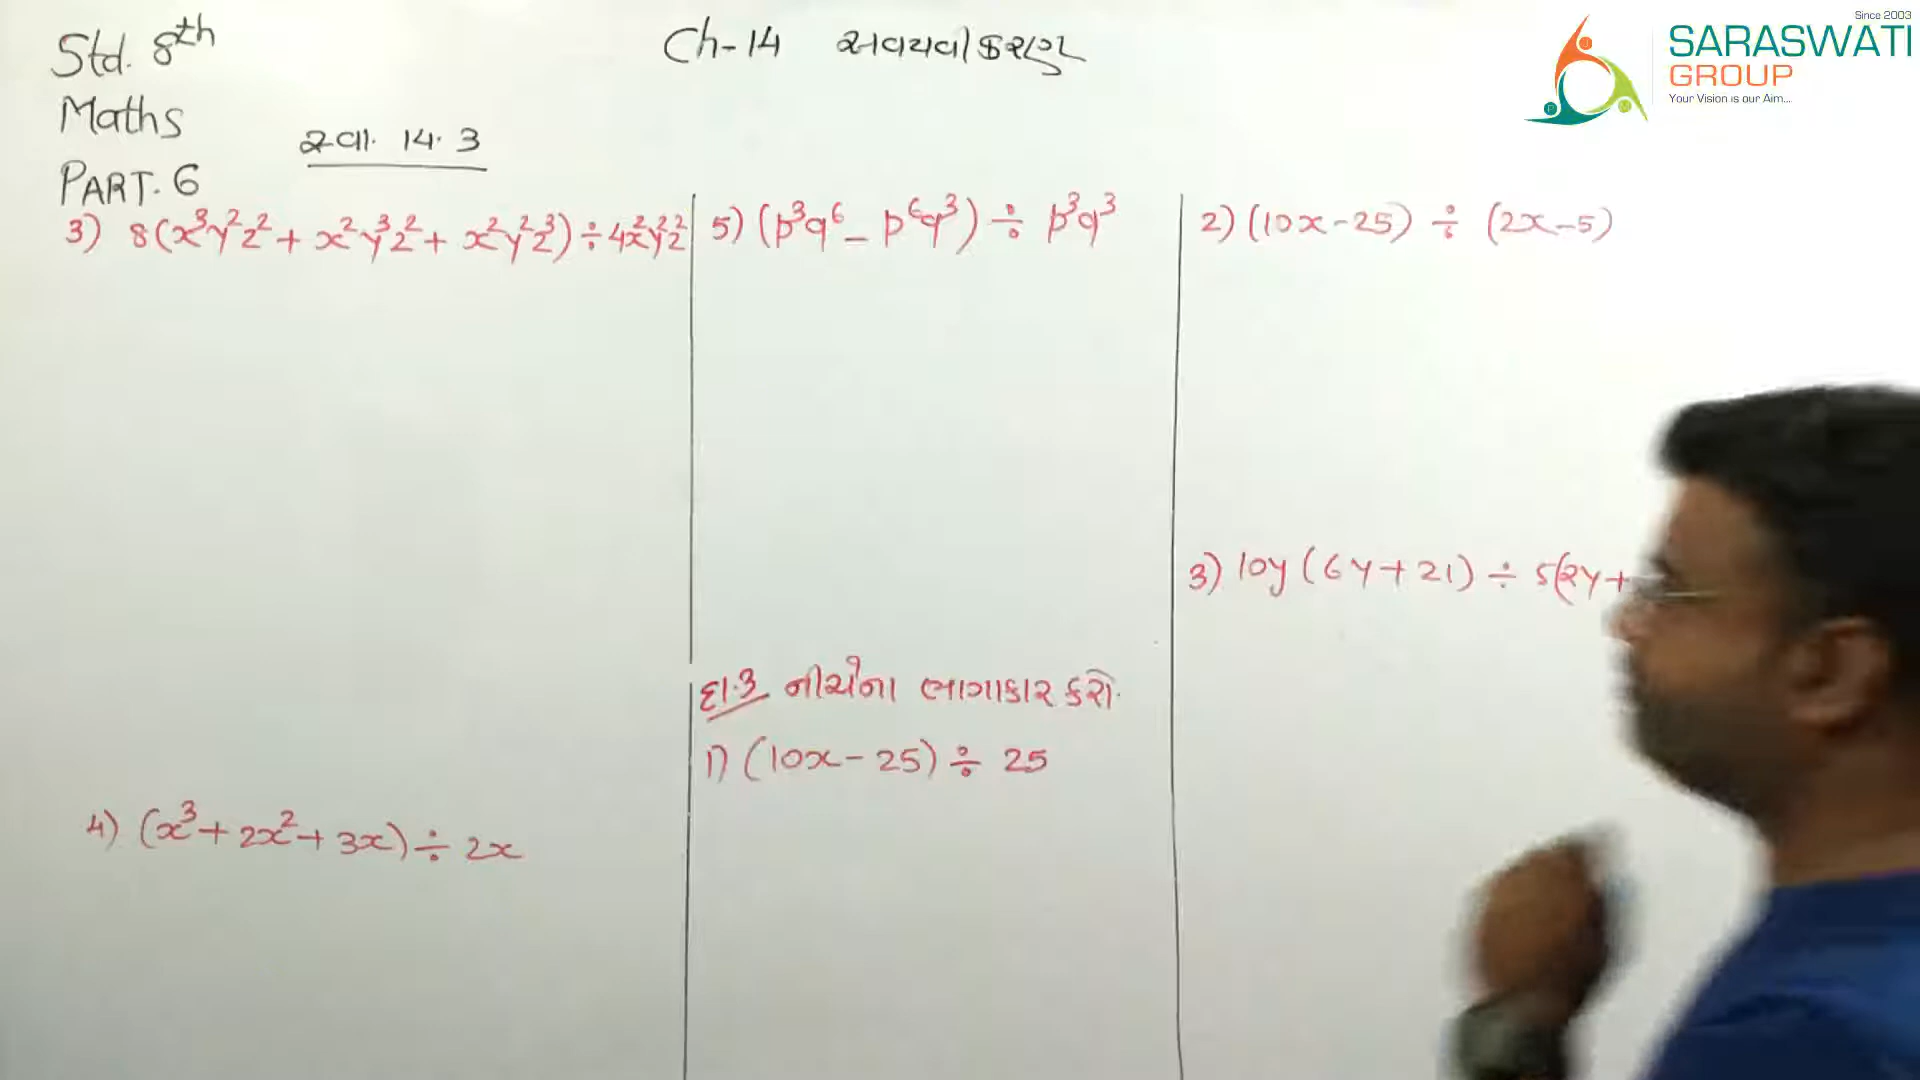 Std. 8th
Maths
PART. 6
Ch-14 અવયવીકરણ
સ્વા. 14.3
3) 8(x³y²z² + x²y³z² + x²y²z³) ÷ 4x²y²z²
4) (x³ + 2x² + 3x) ÷ 2x
5) (p³q⁶ - p⁶q³) ÷ p³q³
દા.3 નીચેના ભાગાકાર કરો.
1) (10x - 25) ÷ 25
2) (10x - 25) ÷ (2x - 5)
3) 10y (6y + 21) ÷ 5(2y +
Since 2003
SARASWATI
GROUP
Your Vision is our Aim...